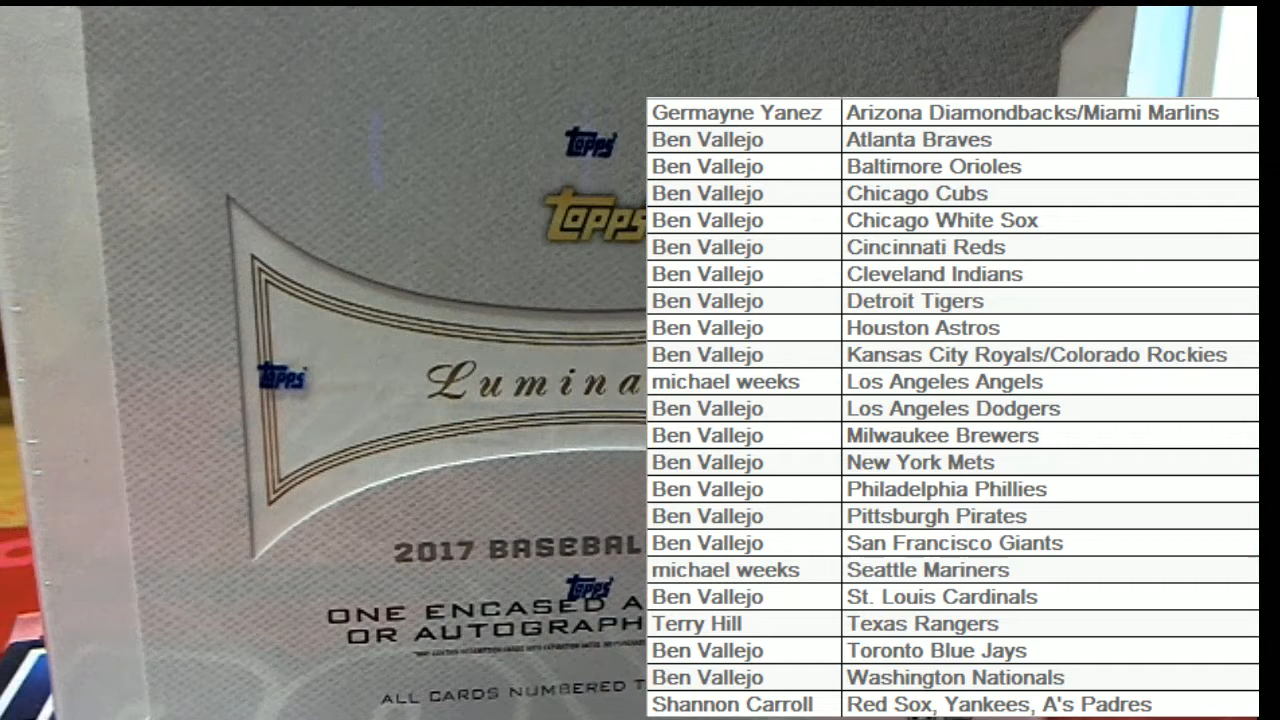 Topps
Topps
Topps
Lumina
2017 BASEBAL
Topps
ONE ENCASED A
OR AUTOGRAPH
ALL CARDS NUMBERED T
Germayne Yanez Arizona Diamondbacks/Miami Marlins
Ben Vallejo Atlanta Braves
Ben Vallejo Baltimore Orioles
Ben Vallejo Chicago Cubs
Ben Vallejo Chicago White Sox
Ben Vallejo Cincinnati Reds
Ben Vallejo Cleveland Indians
Ben Vallejo Detroit Tigers
Ben Vallejo Houston Astros
Ben Vallejo Kansas City Royals/Colorado Rockies
michael weeks Los Angeles Angels
Ben Vallejo Los Angeles Dodgers
Ben Vallejo Milwaukee Brewers
Ben Vallejo New York Mets
Ben Vallejo Philadelphia Phillies
Ben Vallejo Pittsburgh Pirates
Ben Vallejo San Francisco Giants
michael weeks Seattle Mariners
Ben Vallejo St. Louis Cardinals
Terry Hill Texas Rangers
Ben Vallejo Toronto Blue Jays
Ben Vallejo Washington Nationals
Shannon Carroll Red Sox, Yankees, A's Padres